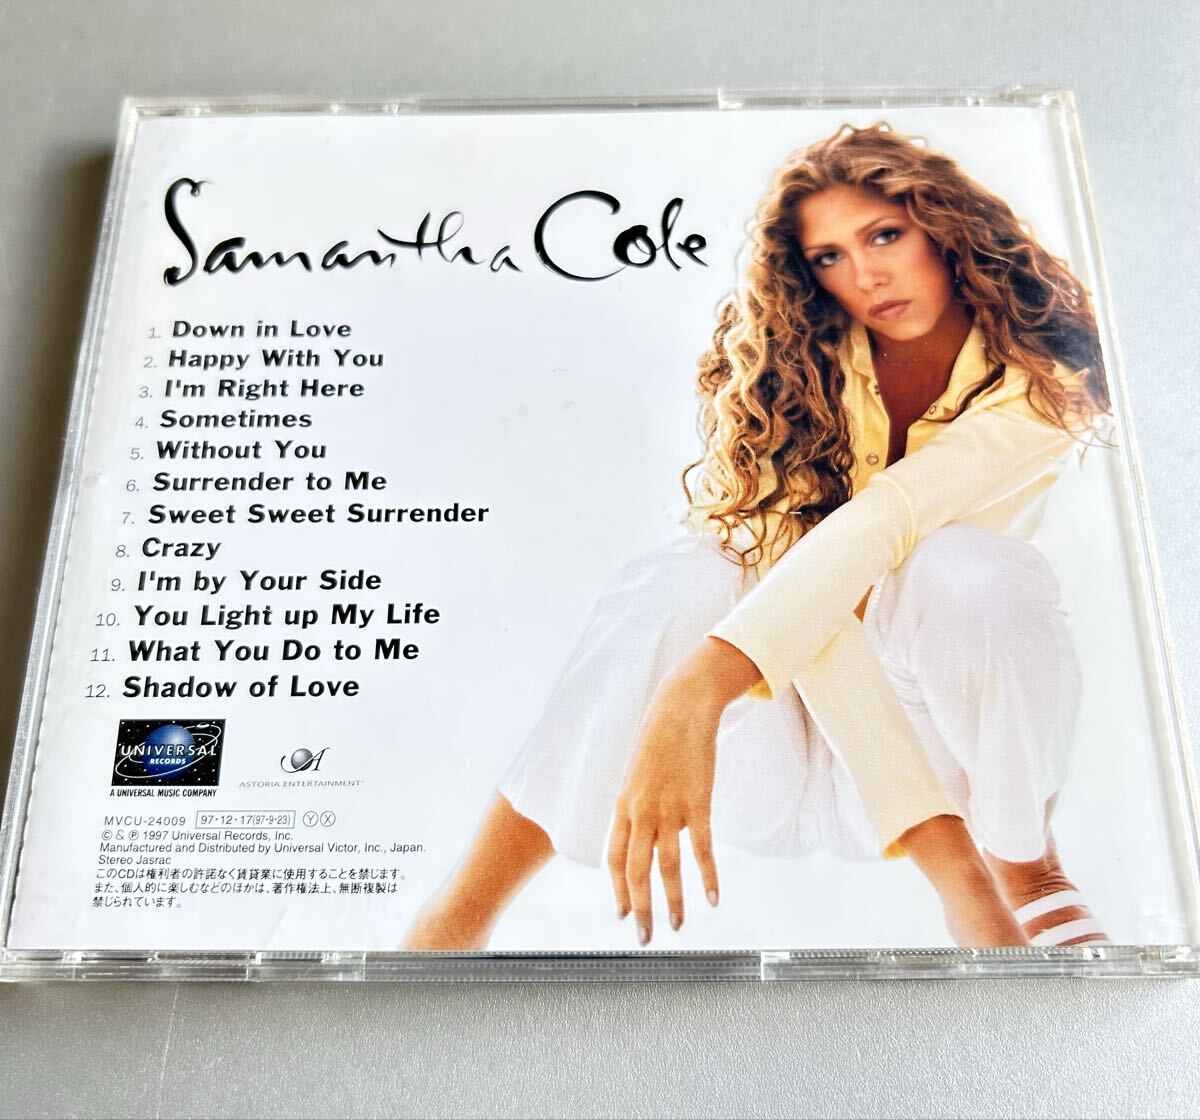 Samantha Cole
1. Down in Love
2. Happy With You
3. I'm Right Here
4. Sometimes
5. Without You
6. Surrender to Me
7. Sweet Sweet Surrender
8. Crazy
9. I'm by Your Side
10. You Light up My Life
11. What You Do to Me
12. Shadow of Love
UNIVERSAL
RECORDS
A UNIVERSAL MUSIC COMPANY
A
ASTORIA ENTERTAINMENT
MVCU-24009 97・12・17(97・9・23) Ⓨ Ⓧ
© & ℗ 1997 Universal Records, Inc.
Manufactured and Distributed by Universal Victor, Inc., Japan.
Stereo Jasrac
このCDは権利者の許諾なく賃貸業に使用することを禁じます。
また、個人的に楽しむなどのほかは、著作権法上、無断複製は
禁じられています。